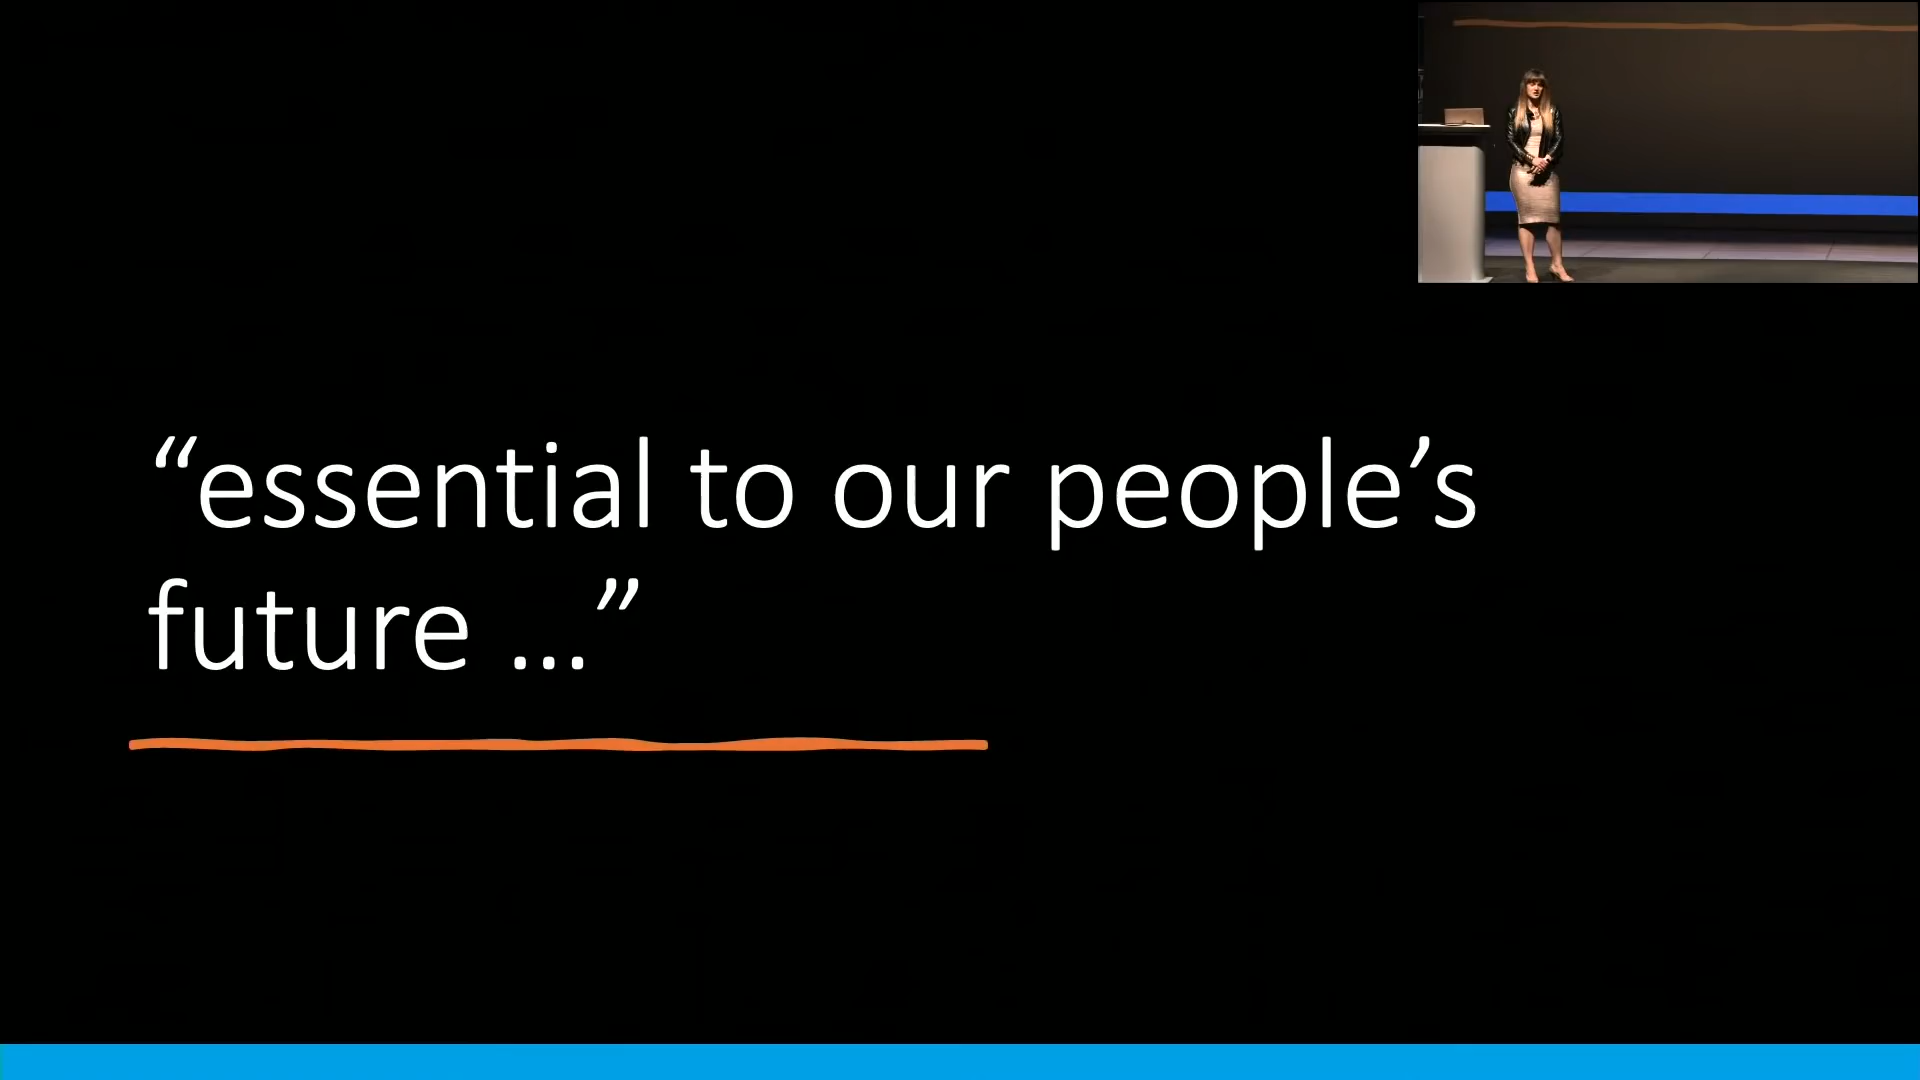 “essential to our people’s
future ...”